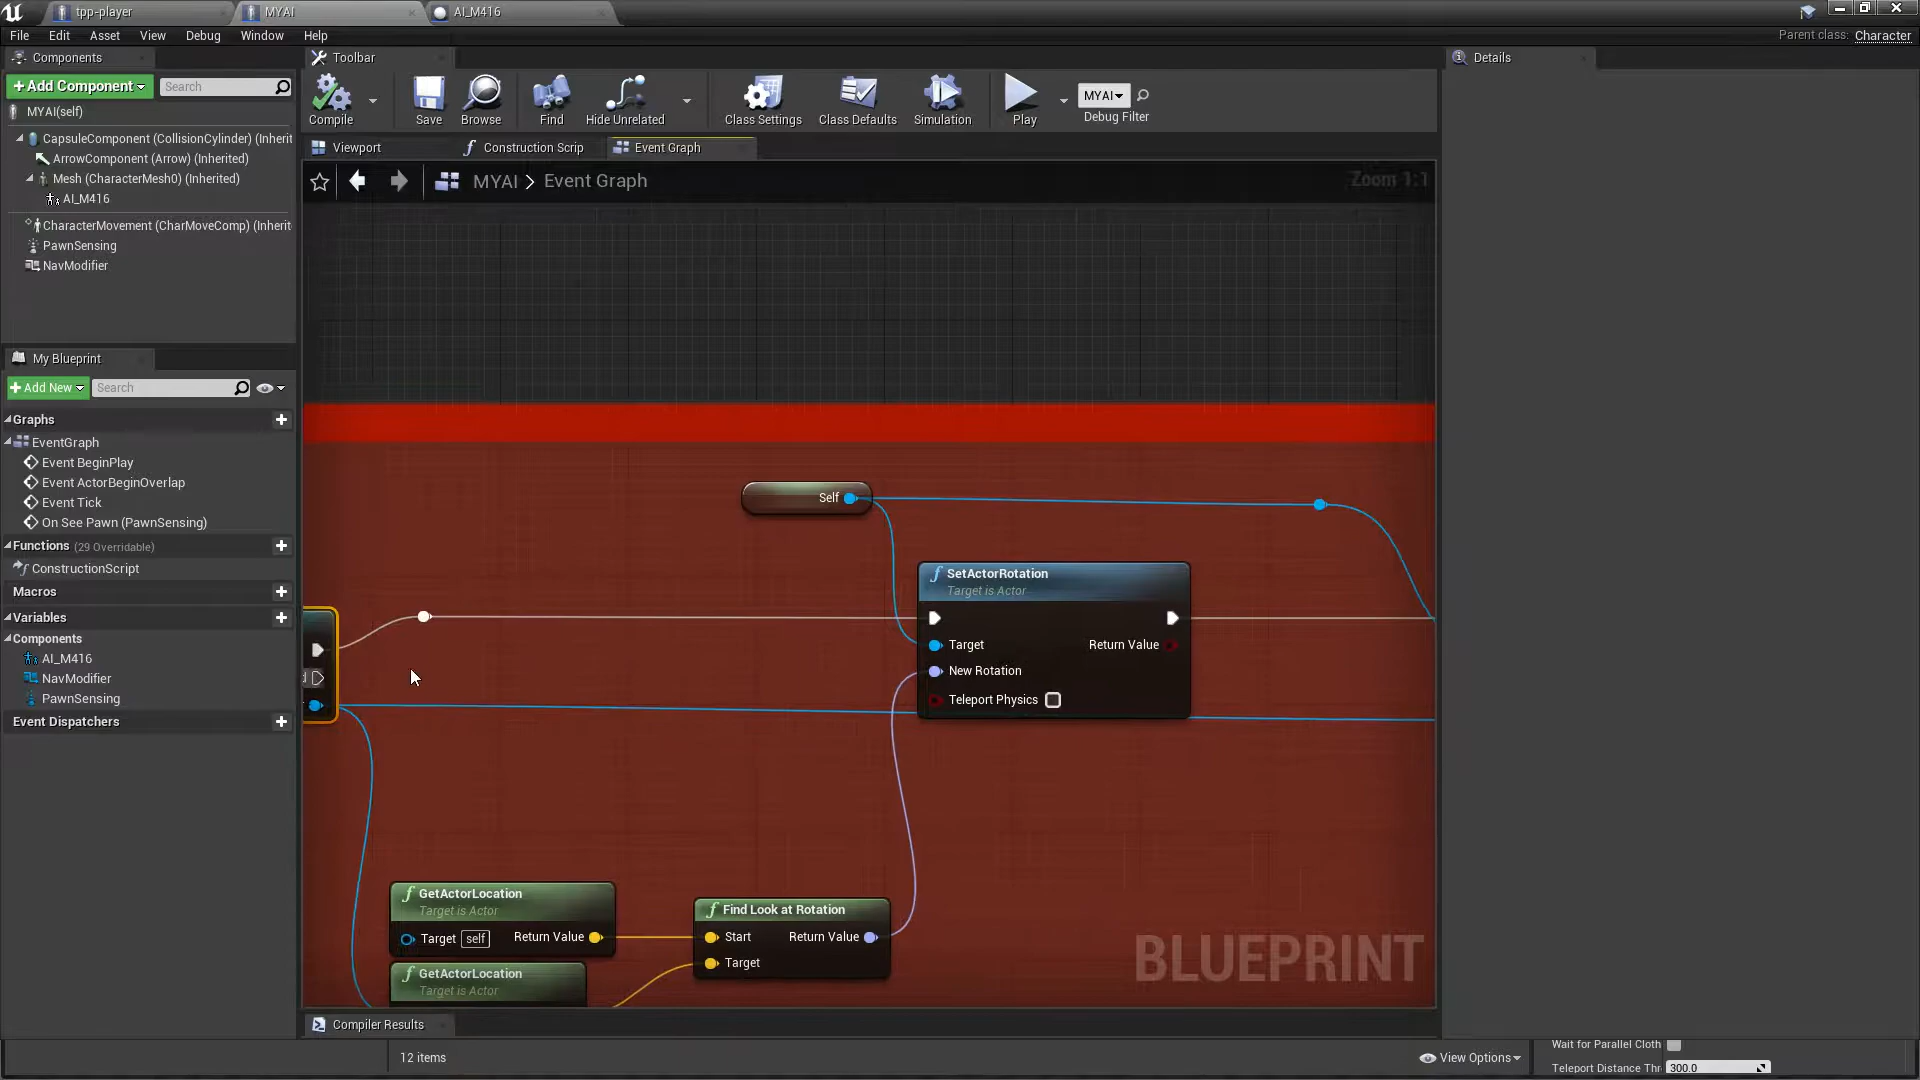 tpp-player
MYAI
AI_M416
File
Edit
Asset
View
Debug
Window
Help
Parent class: Character
Components
+Add Component
Search
MYAI(self)
CapsuleComponent (CollisionCylinder) (Inherit
ArrowComponent (Arrow) (Inherited)
Mesh (CharacterMesh0) (Inherited)
AI_M416
CharacterMovement (CharMoveComp) (Inherit
PawnSensing
NavModifier
My Blueprint
+Add New
Search
Graphs
EventGraph
Event BeginPlay
Event ActorBeginOverlap
Event Tick
On See Pawn (PawnSensing)
Functions (29 Overridable)
ConstructionScript
Macros
Variables
Components
AI_M416
NavModifier
PawnSensing
Event Dispatchers
Toolbar
Compile
Save
Browse
Find
Hide Unrelated
Class Settings
Class Defaults
Simulation
Play
MYAI
Debug Filter
Viewport
Construction Scrip
Event Graph
MYAI > Event Graph
Zoom 1:1
Self
SetActorRotation
Target is Actor
Target
Return Value
New Rotation
Teleport Physics
GetActorLocation
Target is Actor
Target self
Return Value
GetActorLocation
Target is Actor
Find Look at Rotation
Start
Return Value
Target
BLUEPRINT
Compiler Results
12 items
View Options
Details
Wait for Parallel Cloth
Teleport Distance Thr
300.0